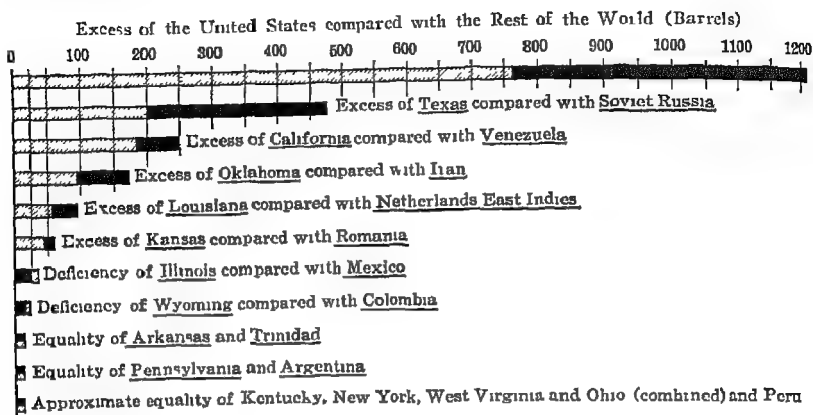 Excess of the United States compared with the Rest of the World (Barrels)
0 100 200 300 400 500 600 700 800 900 1000 1100 1200
Excess of Texas compared with Soviet Russia
Excess of California compared with Venezuela
Excess of Oklahoma compared with Iran
Excess of Louisiana compared with Netherlands East Indies
Excess of Kansas compared with Romania
Deficiency of Illinois compared with Mexico
Deficiency of Wyoming compared with Colombia
Equality of Arkansas and Trinidad
Equality of Pennsylvania and Argentina
Approximate equality of Kentucky, New York, West Virginia and Ohio (combined) and Peru